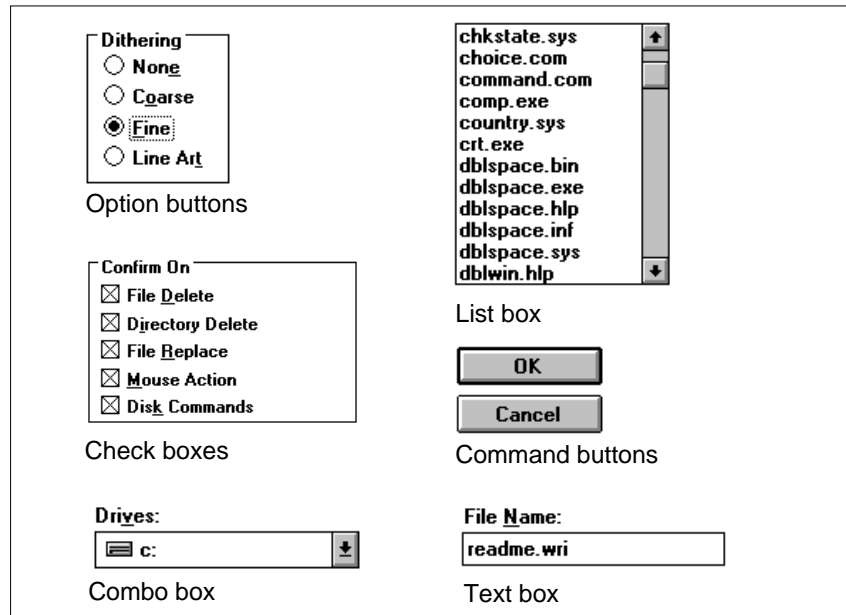 Dithering
None
Coarse
Fine
Line Art
Option buttons
Confirm On
File Delete
Directory Delete
File Replace
Mouse Action
Disk Commands
Check boxes
Drives:
c:
Combo box
chkstate.sys
choice.com
command.com
comp.exe
country.sys
crt.exe
dblspace.bin
dblspace.exe
dblspace.hlp
dblspace.inf
dblspace.sys
dblwin.hlp
List box
OK
Cancel
Command buttons
File Name:
readme.wri
Text box